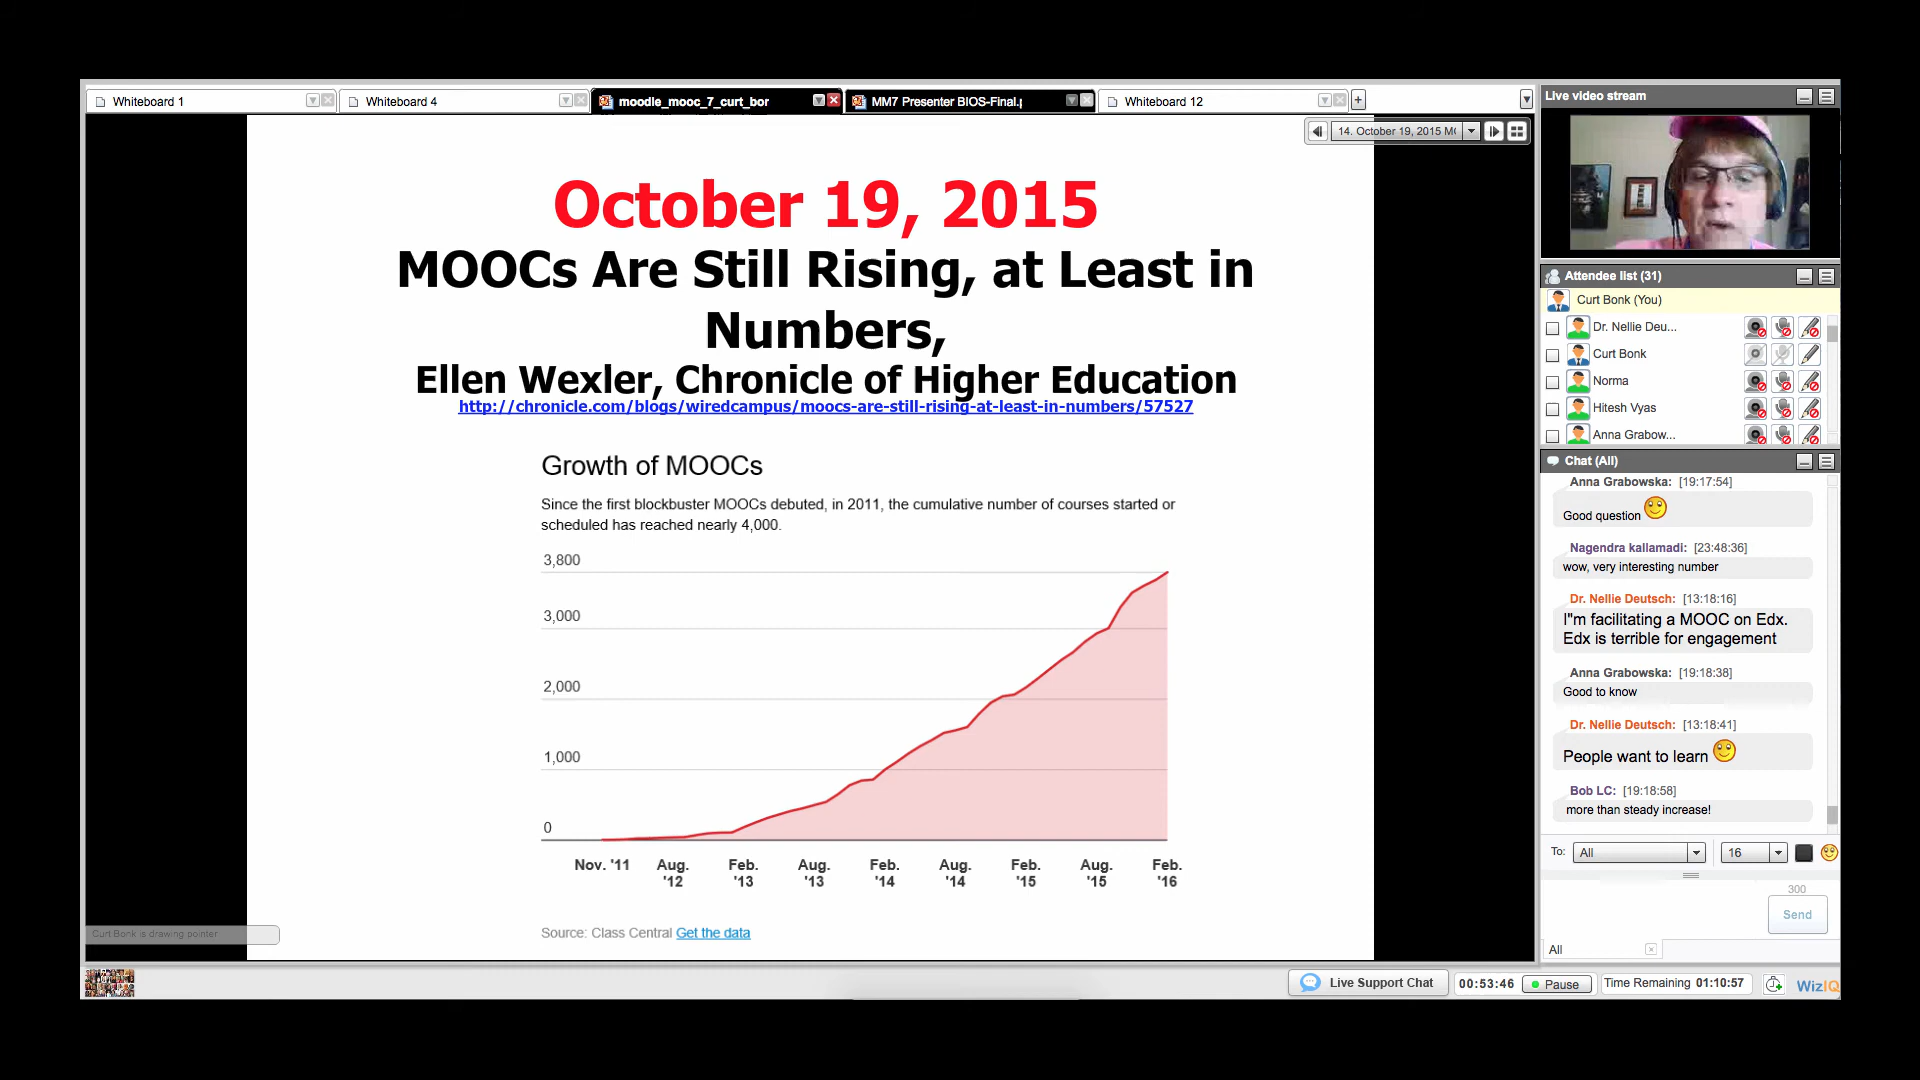 Whiteboard 1
Whiteboard 4
moodle_mooc_7_curt_bor
MM7 Presenter BIOS-Final.p
Whiteboard 12
14. October 19, 2015 M
October 19, 2015
MOOCs Are Still Rising, at Least in
Numbers,
Ellen Wexler, Chronicle of Higher Education
http://chronicle.com/blogs/wiredcampus/moocs-are-still-rising-at-least-in-numbers/57527
Growth of MOOCs
Since the first blockbuster MOOCs debuted, in 2011, the cumulative number of courses started or
scheduled has reached nearly 4,000.
3,800
3,000
2,000
1,000
0
Nov. '11 Aug. '12 Feb. '13 Aug. '13 Feb. '14 Aug. '14 Feb. '15 Aug. '15 Feb. '16
Source: Class Central Get the data
Curt Bonk is drawing pointer
Live video stream
Attendee list (31)
Curt Bonk (You)
Dr. Nellie Deu...
Curt Bonk
Norma
Hitesh Vyas
Anna Grabow...
Chat (All)
Anna Grabowska: [19:17:54]
Good question
Nagendra kallamadi: [23:48:36]
wow, very interesting number
Dr. Nellie Deutsch: [13:18:16]
I"m facilitating a MOOC on Edx.
Edx is terrible for engagement
Anna Grabowska: [19:18:38]
Good to know
Dr. Nellie Deutsch: [13:18:41]
People want to learn
Bob LC: [19:18:58]
more than steady increase!
To: All 16
300
Send
All
Live Support Chat
00:53:46
Pause
Time Remaining 01:10:57
WizIQ